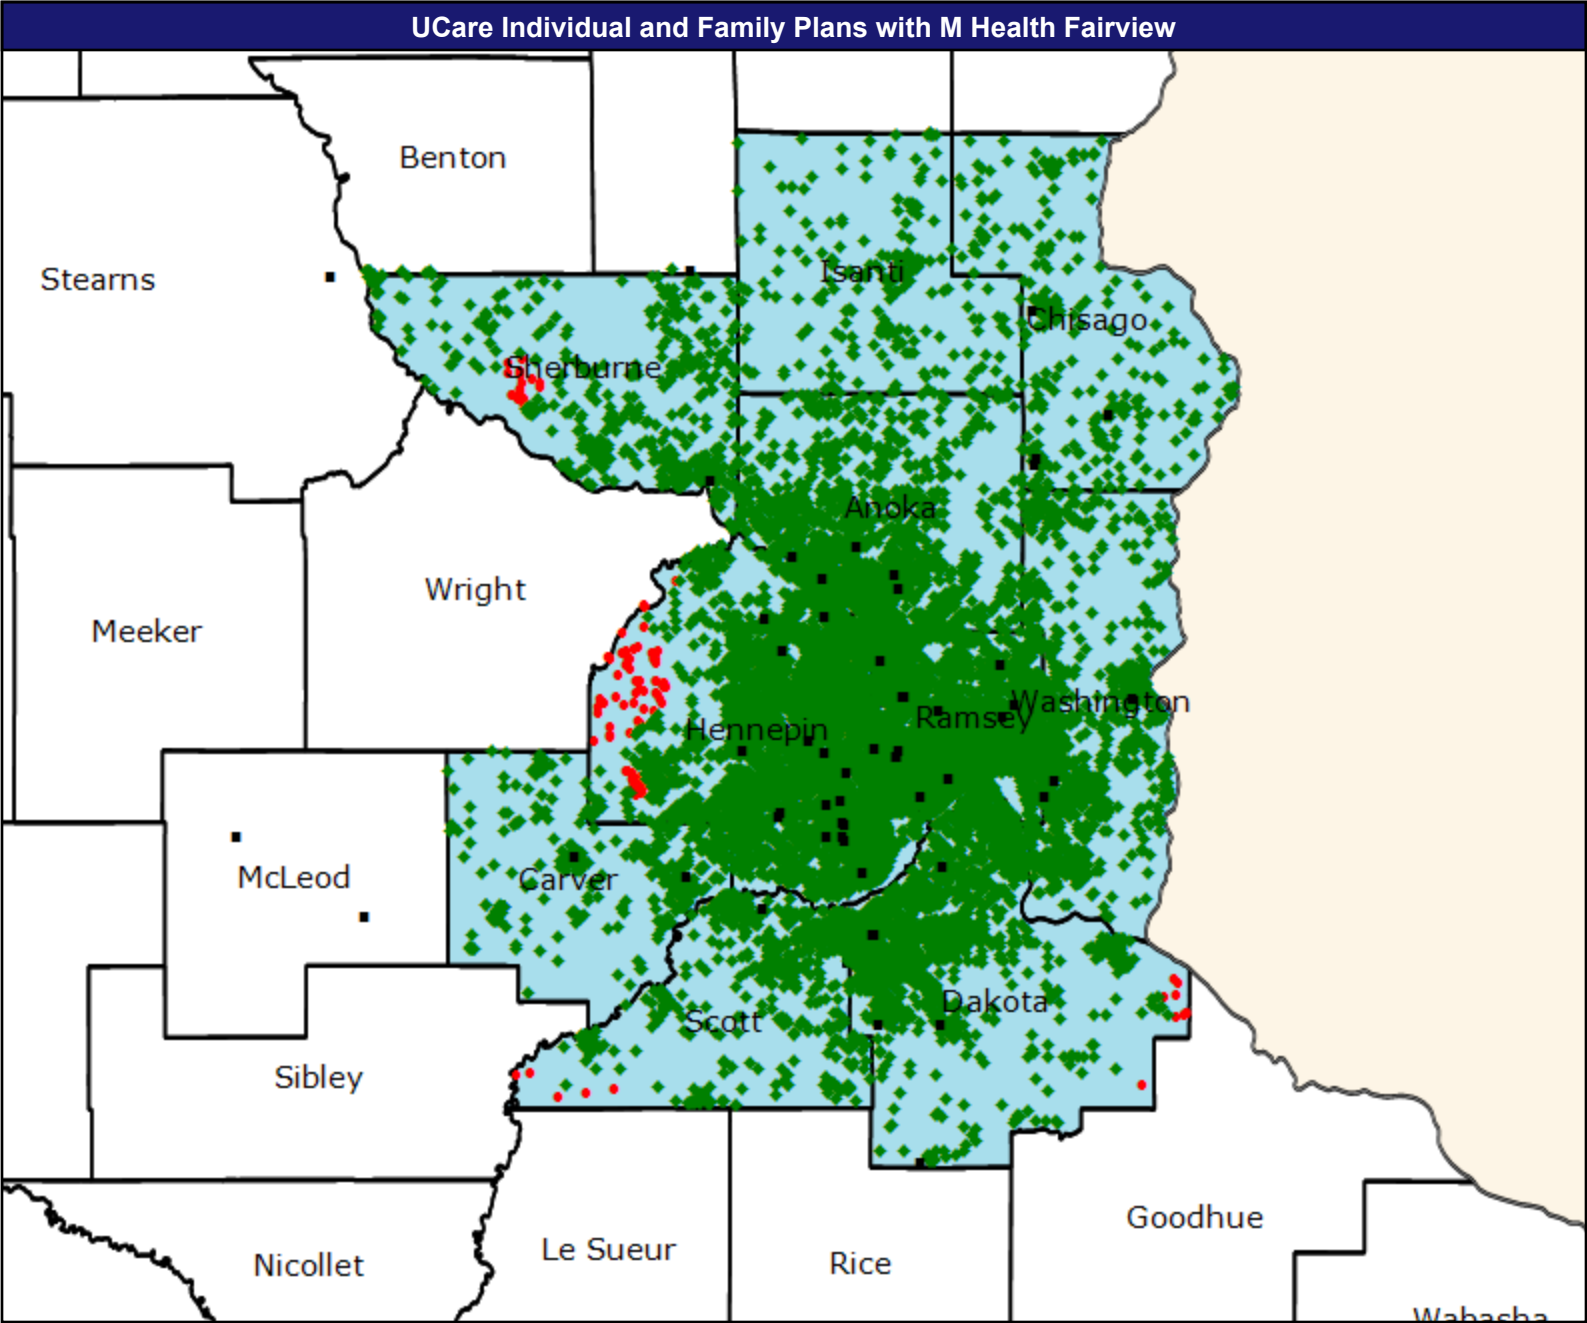 UCare Individual and Family Plans with M Health Fairview
Benton
Stearns
Isanti
Chisago
Sherburne
Anoka
Wright
Meeker
Washington
Ramsey
Hennepin
McLeod
Carver
Dakota
Scott
Sibley
Goodhue
Le Sueur
Rice
Nicollet
Wabasha